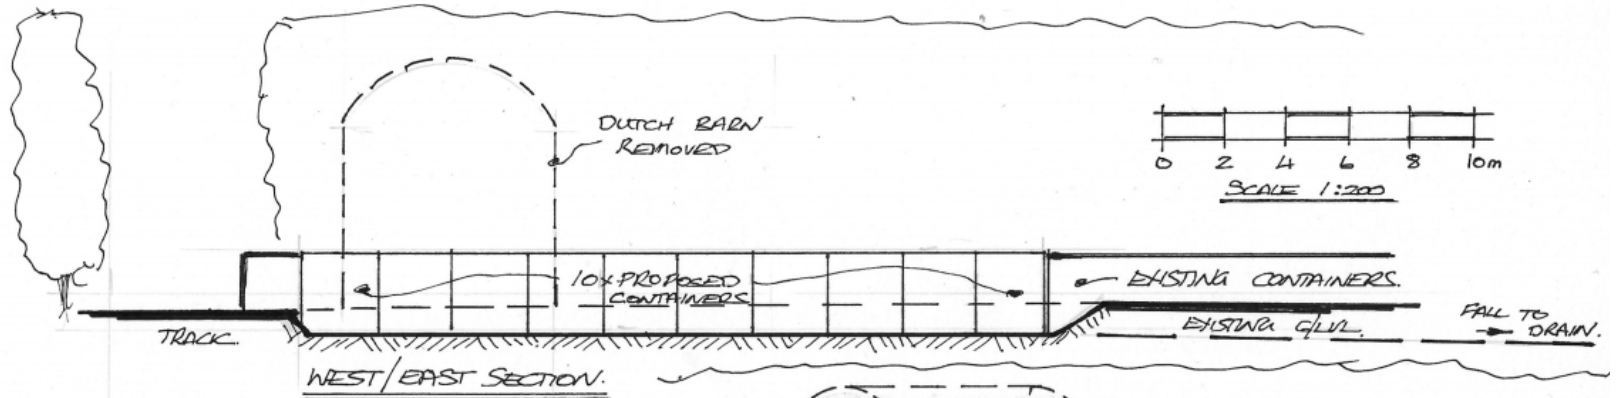 DUTCH BARN
REMOVED
0 2 4 6 8 10m
SCALE 1:200
10 x PROPOSED
CONTAINERS
EXISTING CONTAINERS.
TRACK.
EXISTING G/LVL.
FALL TO
DRAIN.
WEST/EAST SECTION.